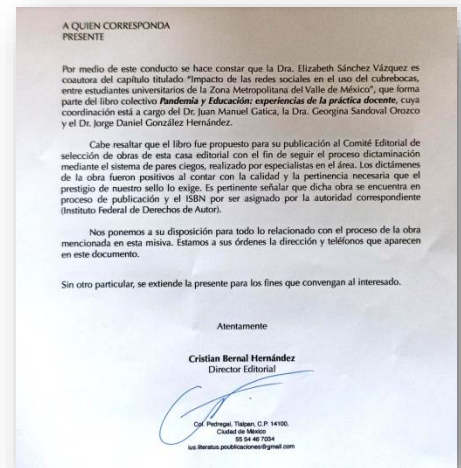 A QUIEN CORRESPONDA
PRESENTE
Por medio de este conducto se hace constar que la Dra. Elizabeth Sánchez Vázquez es
coautora del capítulo titulado "Impacto de las redes sociales en el uso del cubrebocas,
entre estudiantes universitarios de la Zona Metropolitana del Valle de México", que forma
parte del libro colectivo Pandemia y Educación: experiencias de la práctica docente, cuya
coordinación está a cargo del Dr. Juan Manuel Gatica, la Dra. Georgina Sandoval Orozco
y el Dr. Jorge Daniel González Hernández.
Cabe resaltar que el libro fue propuesto para su publicación al Comité Editorial de
selección de obras de esta casa editorial con el fin de seguir el proceso dictaminación
mediante el sistema de pares ciegos, realizado por especialistas en el área. Los dictámenes
de la obra fueron positivos al contar con la calidad y la pertinencia necesaria que el
prestigio de nuestro sello lo exige. Es pertinente señalar que dicha obra se encuentra en
proceso de publicación y el ISBN por ser asignado por la autoridad correspondiente
(Instituto Federal de Derechos de Autor).
Nos ponemos a su disposición para todo lo relacionado con el proceso de la obra
mencionada en esta misiva. Estamos a sus órdenes la dirección y teléfonos que aparecen
en este documento.
Sin otro particular, se extiende la presente para los fines que convengan al interesado.
Atentamente
Cristian Bernal Hernández
Director Editorial
Col. Pedregal, Tlalpan, C.P. 14100,
Ciudad de México
55 54 46 7034
ius.literatus.poublicaciones@gmail.com